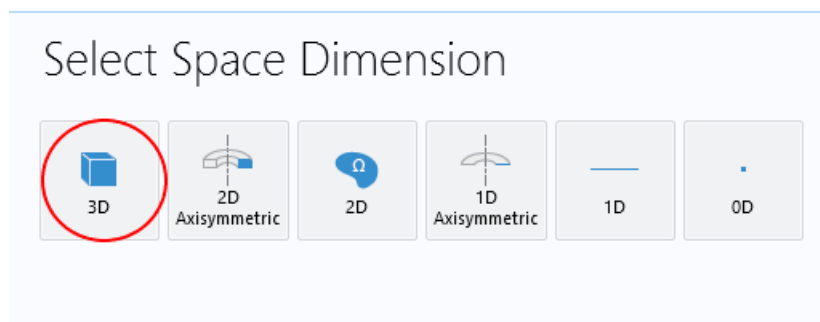 Select Space Dimension
3D
2D
Axisymmetric
Ω
2D
1D
Axisymmetric
1D
0D